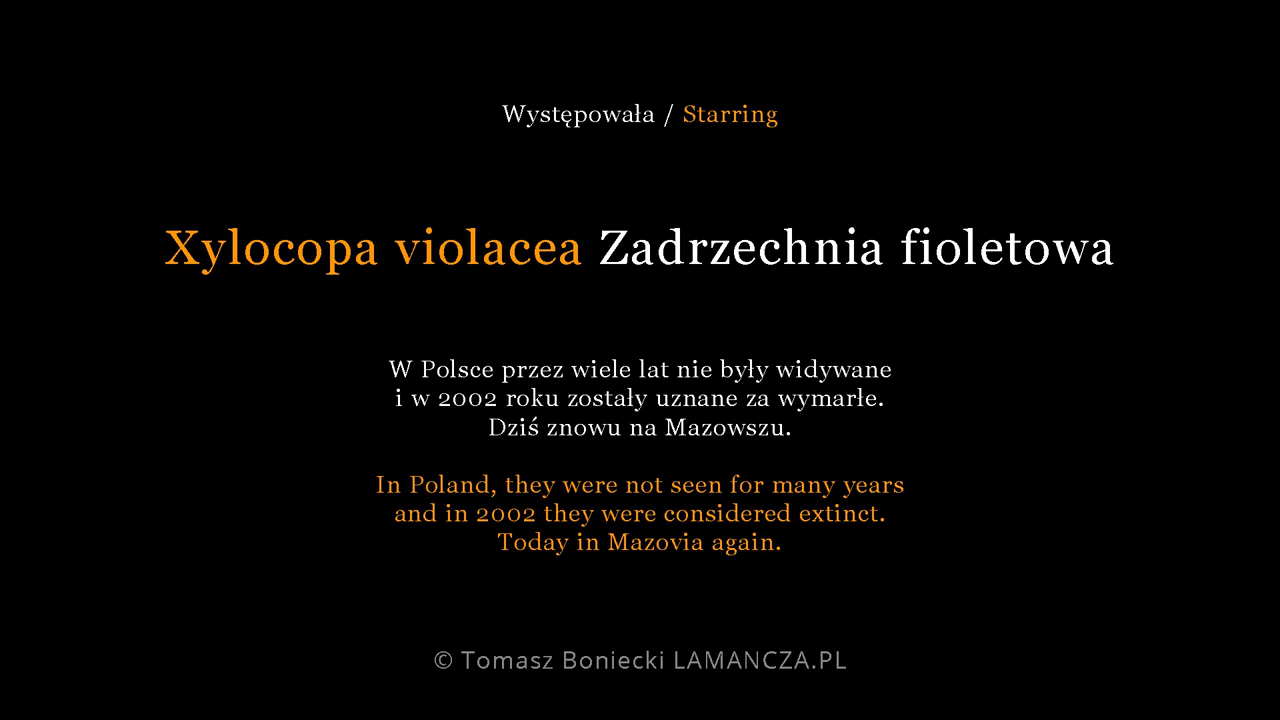 Występowała / Starring
Xylocopa violacea Zadrzechnia fioletowa
W Polsce przez wiele lat nie były widywane
i w 2002 roku zostały uznane za wymarłe.
Dziś znowu na Mazowszu.
In Poland, they were not seen for many years
and in 2002 they were considered extinct.
Today in Mazovia again.
© Tomasz Boniecki LAMANCZA.PL